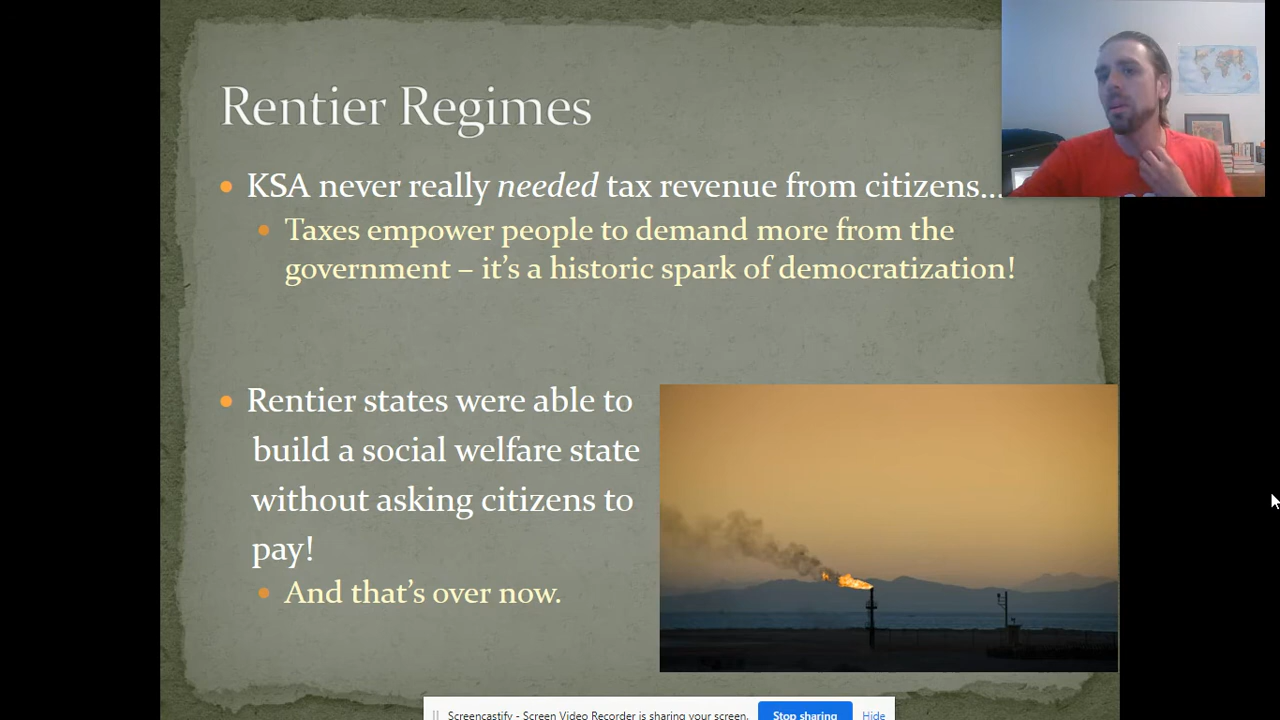 Rentier Regimes
KSA never really needed tax revenue from citizens...
Taxes empower people to demand more from the
government – it's a historic spark of democratization!
Rentier states were able to
build a social welfare state
without asking citizens to
pay!
And that's over now.
Screencastify - Screen Video Recorder is sharing your screen.
Stop sharing
Hide